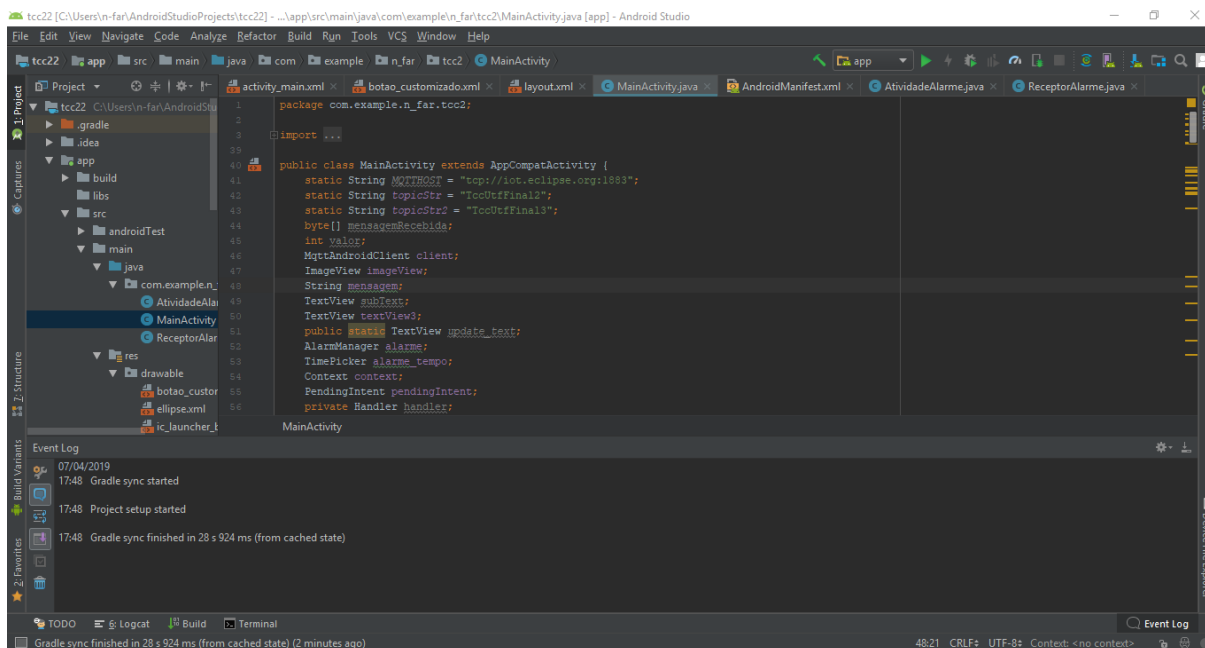 tcc22 [C:\Users\n-far\AndroidStudioProjects\tcc22] - ...\app\src\main\java\com\example\n_far\tcc2\MainActivity.java [app] - Android Studio
File Edit View Navigate Code Analyze Refactor Build Run Tools VCS Window Help
tcc22 app src main java com example n_far tcc2 MainActivity app
Project activity_main.xml botao_customizado.xml layout.xml MainActivity.java AndroidManifest.xml AtividadeAlarme.java ReceptorAlarme.java
1: Project
Captures
7: Structure
Build Variants
2: Favorites
tcc22 C:\Users\n-far\AndroidStu
.gradle
.idea
app
build
libs
src
androidTest
main
java
com.example.n_
AtividadeAla
MainActivity
ReceptorAlar
res
drawable
botao_custor
ellipse.xml
ic_launcher_b
1 package com.example.n_far.tcc2;
2
3 import ...
39
40 public class MainActivity extends AppCompatActivity {
41 static String MQTTHOST = "tcp://iot.eclipse.org:1883";
42 static String topicStr = "TccUtfFinal2";
43 static String topicStr2 = "TccUtfFinal3";
44 byte[] mensagemRecebida;
45 int valor;
46 MqttAndroidClient client;
47 ImageView imageView;
48 String mensagem;
49 TextView subText;
50 TextView textView3;
51 public static TextView update_text;
52 AlarmManager alarme;
53 TimePicker alarme_tempo;
54 Context context;
55 PendingIntent pendingIntent;
56 private Handler handler;
MainActivity
Event Log
07/04/2019
17:48 Gradle sync started
17:48 Project setup started
17:48 Gradle sync finished in 28 s 924 ms (from cached state)
TODO 6: Logcat Build Terminal Event Log
Gradle sync finished in 28 s 924 ms (from cached state) (2 minutes ago) 48:21 CRLF UTF-8 Context: <no context>